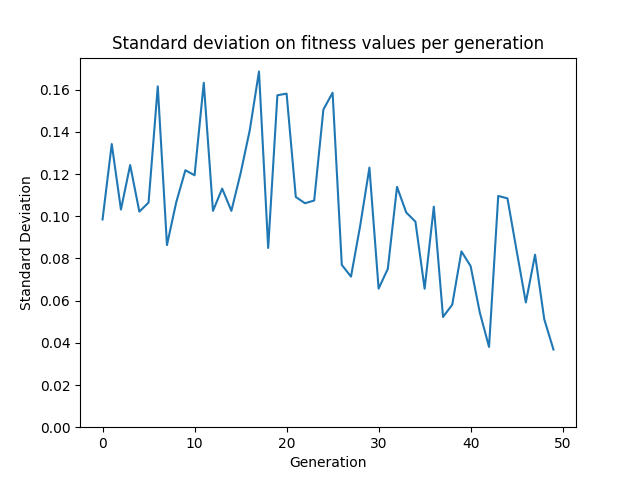 Standard deviation on fitness values per generation
0.16
0.14
0.12
0.10
0.08
0.06
0.04
0.02
0.00
Standard Deviation
0 10 20 30 40 50
Generation